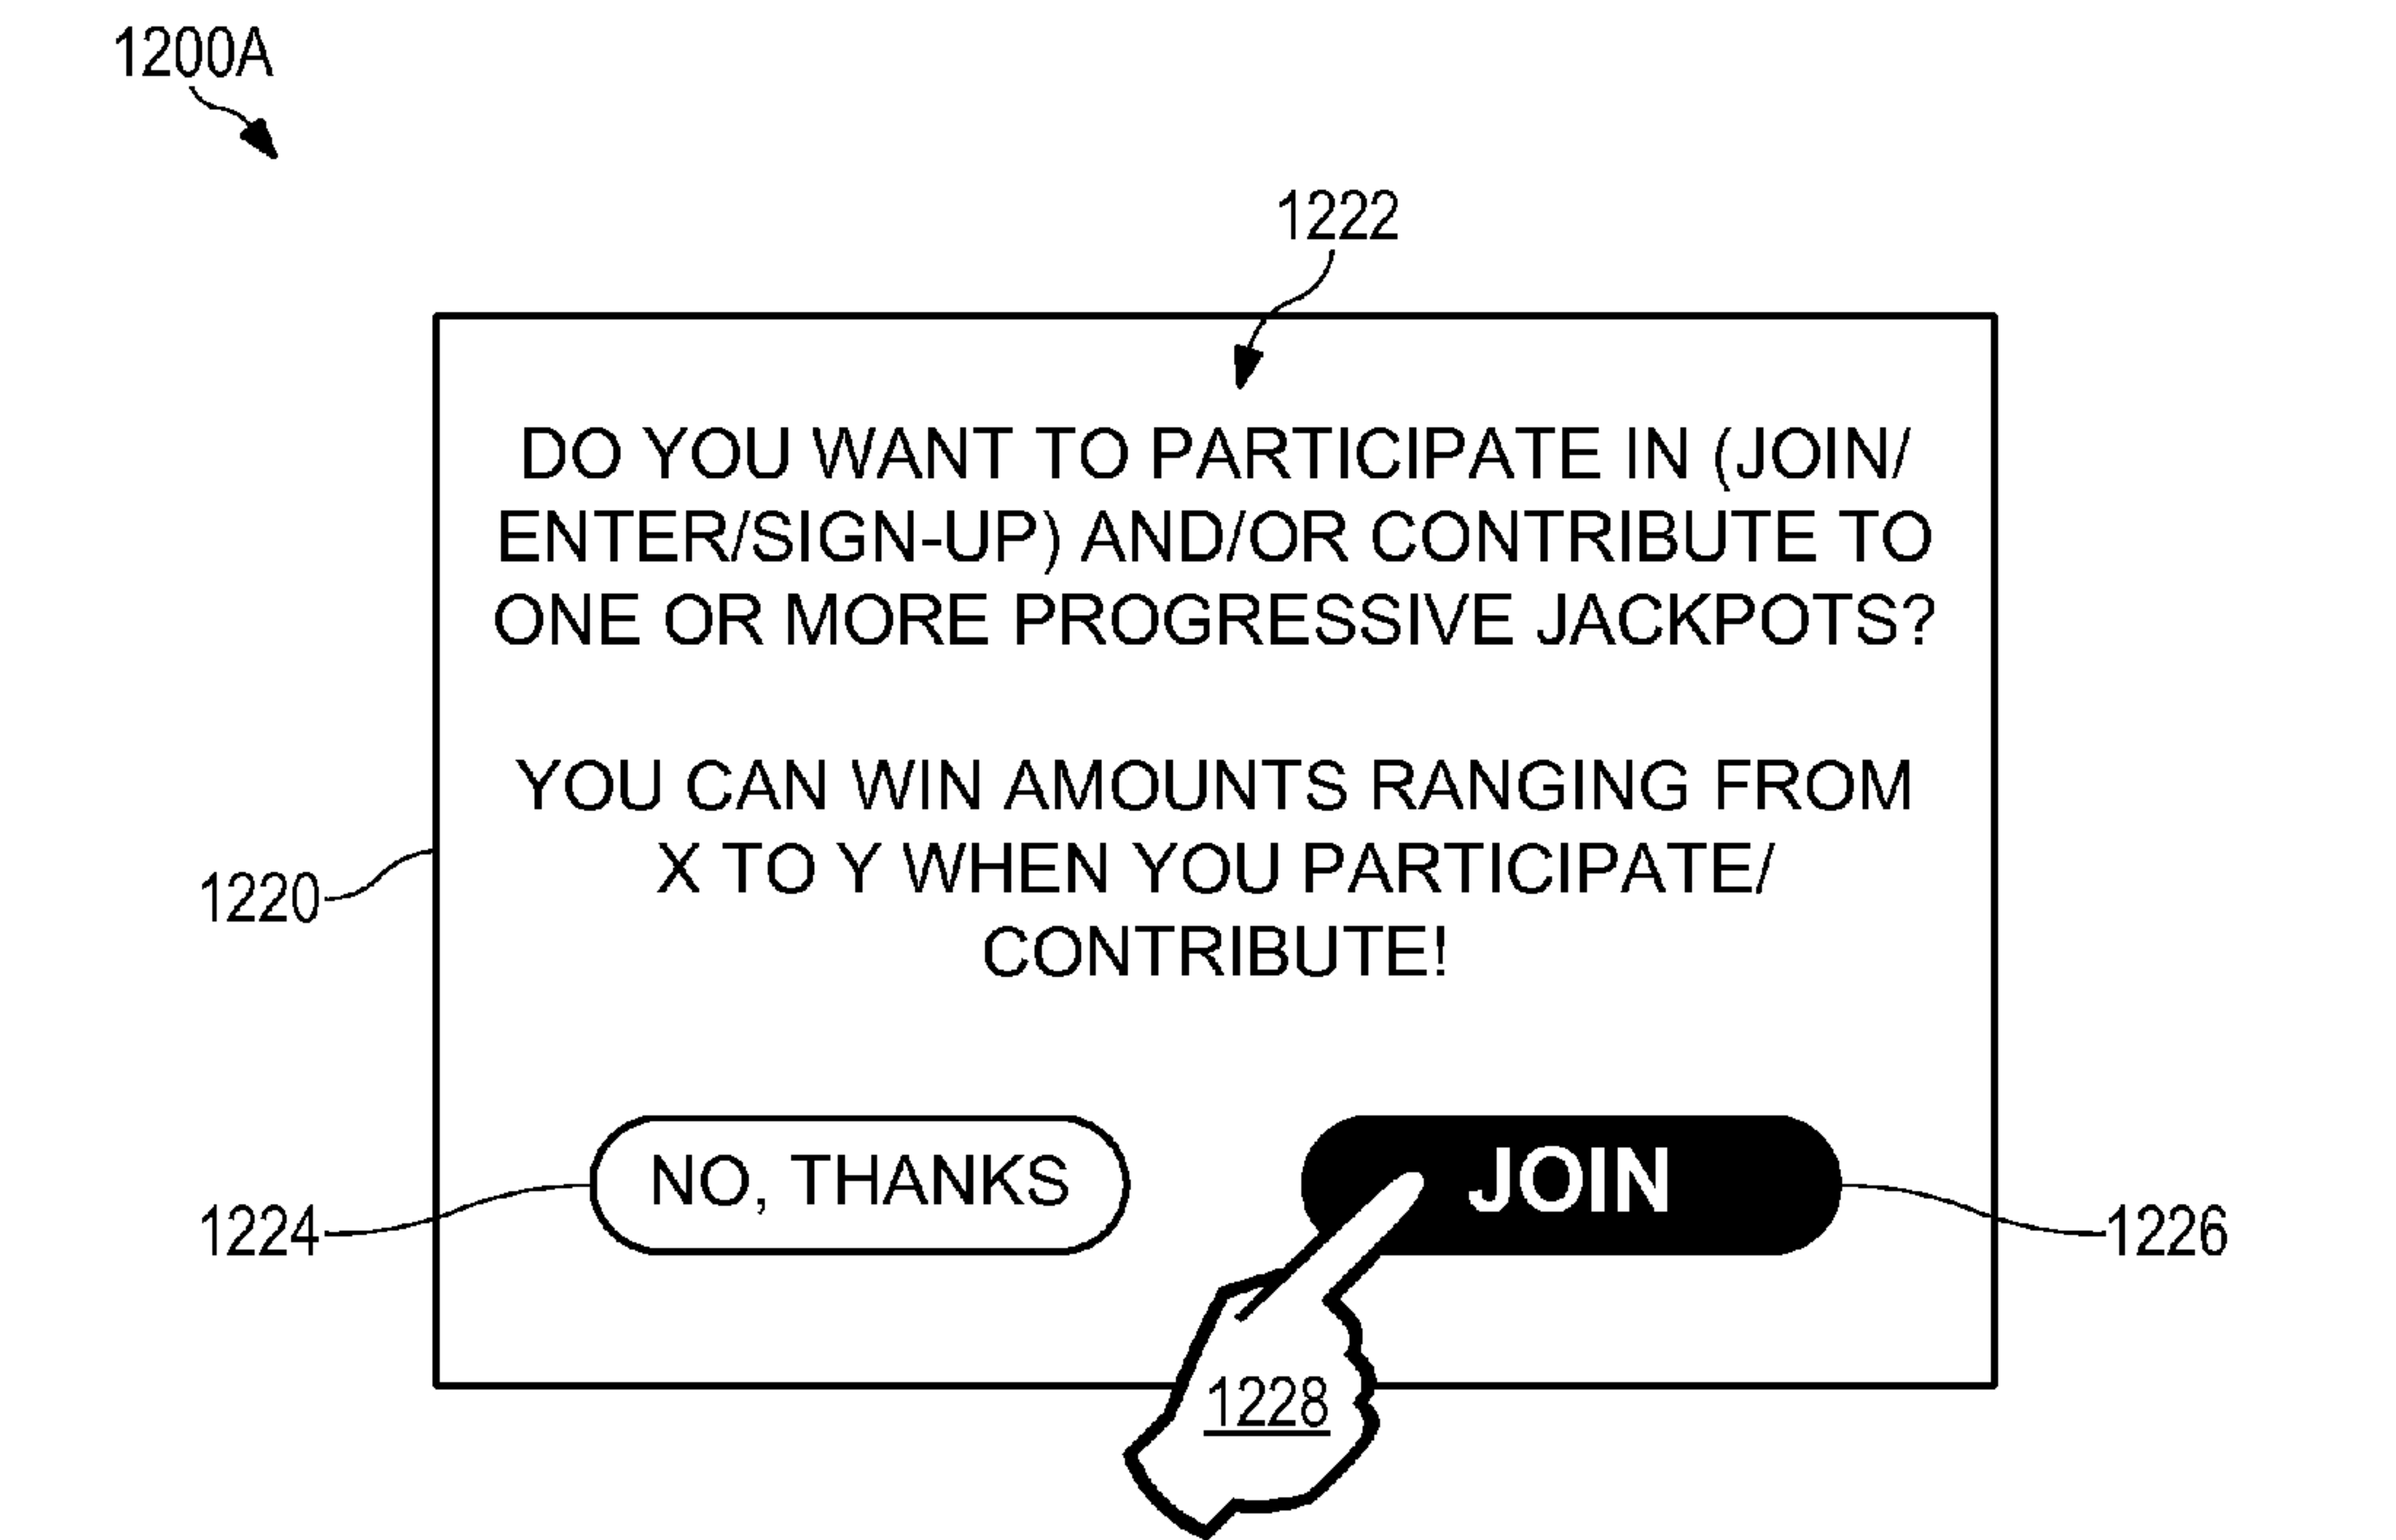 1200A
1222
DO YOU WANT TO PARTICIPATE IN (JOIN/
ENTER/SIGN-UP) AND/OR CONTRIBUTE TO
ONE OR MORE PROGRESSIVE JACKPOTS?
YOU CAN WIN AMOUNTS RANGING FROM
X TO Y WHEN YOU PARTICIPATE/
CONTRIBUTE!
1220
NO, THANKS
JOIN
1224
1226
1228